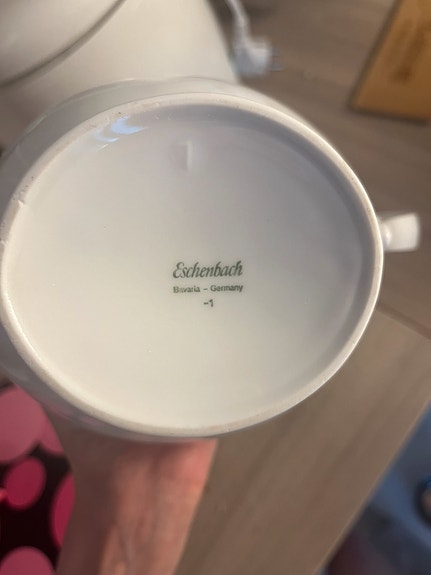 Eschenbach
Bavaria – Germany
-1